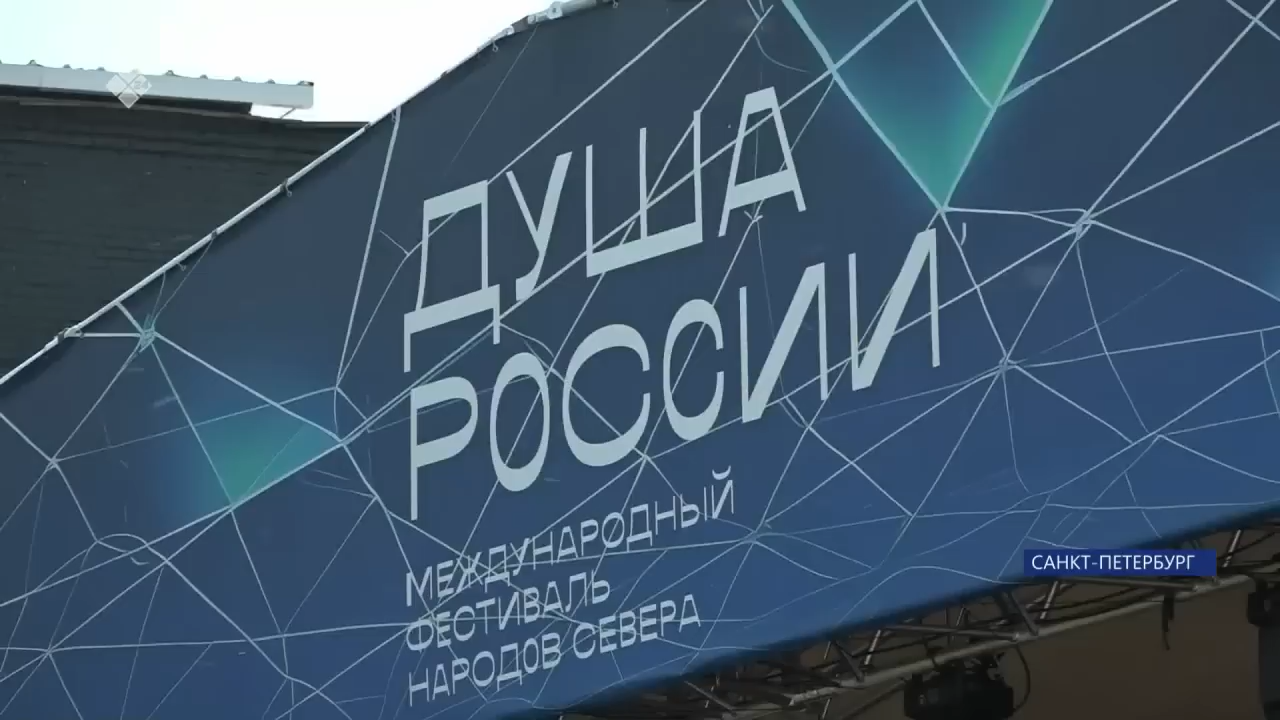 ДУША
РОССИИ
МЕЖДУНАРОДНЫЙ
ФЕСТИВАЛЬ
НАРОДОВ СЕВЕРА
САНКТ-ПЕТЕРБУРГ